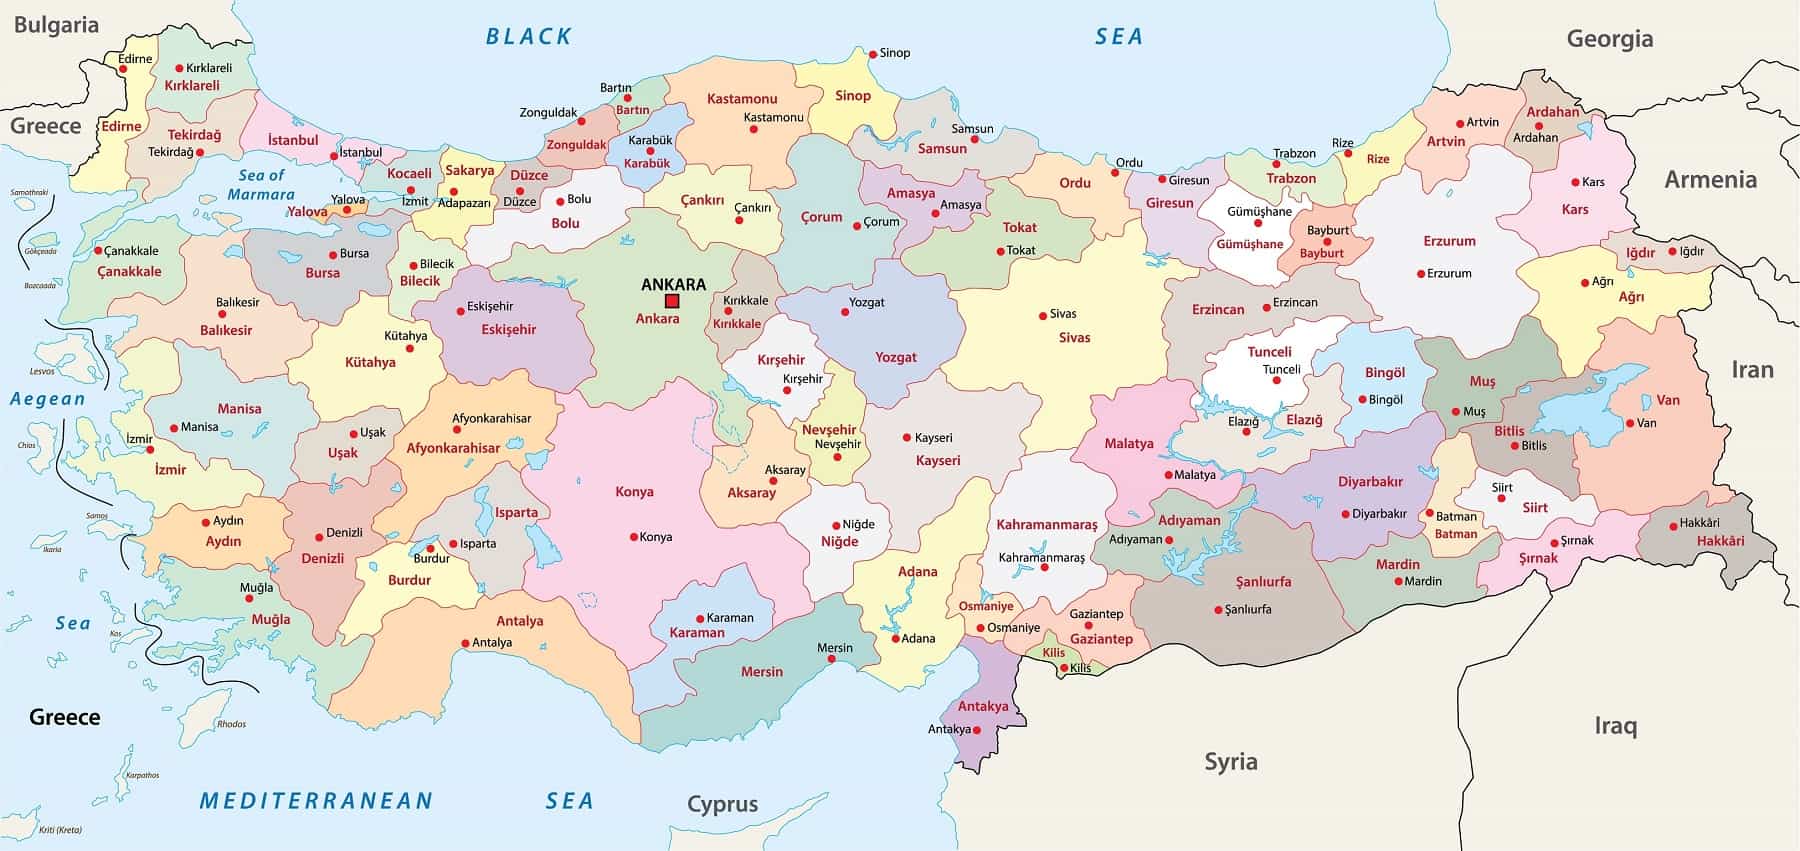 Bulgaria
BLACK
SEA
Georgia
Greece
Armenia
Iran
Iraq
Syria
Cyprus
Greece
Sea of
Marmara
Aegean
Sea
MEDITERRANEAN
SEA
Samothraki
Gökçeada
Bozcaada
Lesvos
Chios
Samos
Ikaria
Kos
Rhodos
Karpathos
Kriti (Kreta)
Edirne
Edirne
Kırklareli
Kırklareli
Tekirdağ
Tekirdağ
İstanbul
İstanbul
Kocaeli
İzmit
Yalova
Yalova
Sakarya
Adapazarı
Düzce
Düzce
Bolu
Bolu
Zonguldak
Zonguldak
Bartın
Bartın
Karabük
Karabük
Kastamonu
Kastamonu
Sinop
Sinop
Çankırı
Çankırı
Çorum
Çorum
Samsun
Samsun
Amasya
Amasya
Tokat
Tokat
Ordu
Ordu
Giresun
Giresun
Trabzon
Trabzon
Gümüşhane
Gümüşhane
Bayburt
Bayburt
Rize
Rize
Artvin
Artvin
Ardahan
Ardahan
Kars
Kars
Iğdır
Iğdır
Ağrı
Ağrı
Erzurum
Erzurum
Erzincan
Erzincan
Çanakkale
Çanakkale
Balıkesir
Balıkesir
Bursa
Bursa
Bilecik
Bilecik
Eskişehir
Eskişehir
Kütahya
Kütahya
ANKARA
Ankara
Kırıkkale
Kırıkkale
Kırşehir
Kırşehir
Yozgat
Yozgat
Sivas
Sivas
Tunceli
Tunceli
Bingöl
Bingöl
Elazığ
Elazığ
Muş
Muş
Bitlis
Bitlis
Van
Van
Manisa
Manisa
İzmir
İzmir
Uşak
Uşak
Afyonkarahisar
Afyonkarahisar
Aydın
Aydın
Denizli
Denizli
Muğla
Muğla
Burdur
Burdur
Isparta
Isparta
Antalya
Antalya
Konya
Konya
Aksaray
Aksaray
Nevşehir
Nevşehir
Kayseri
Kayseri
Niğde
Niğde
Karaman
Karaman
Mersin
Mersin
Adana
Adana
Kahramanmaraş
Kahramanmaraş
Osmaniye
Osmaniye
Gaziantep
Gaziantep
Kilis
Kilis
Antakya
Antakya
Malatya
Malatya
Adıyaman
Adıyaman
Şanlıurfa
Şanlıurfa
Diyarbakır
Diyarbakır
Mardin
Mardin
Batman
Batman
Siirt
Siirt
Şırnak
Şırnak
Hakkâri
Hakkâri